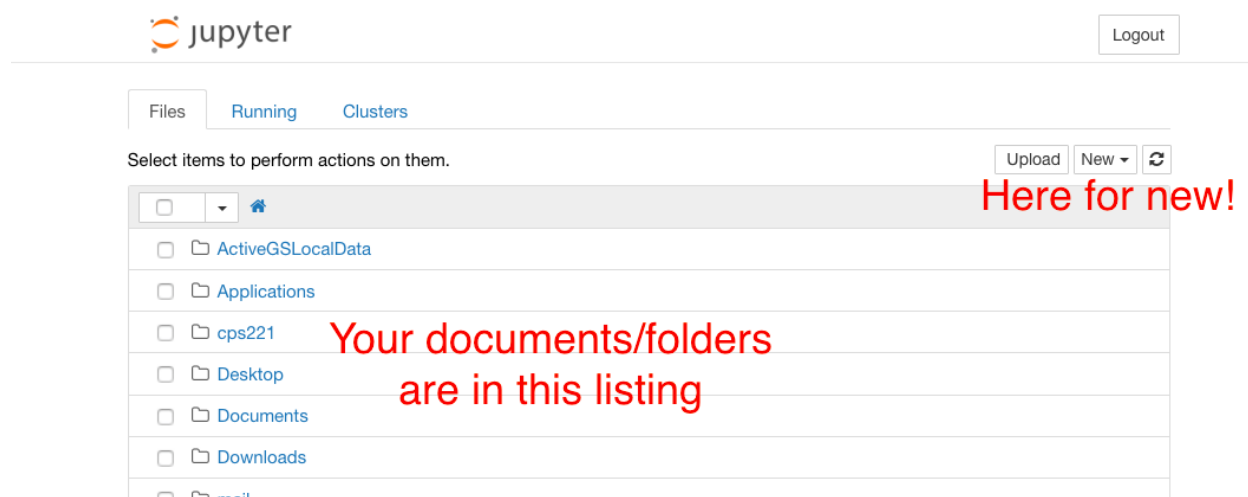 jupyter
Logout
Files Running Clusters
Select items to perform actions on them.
Upload New
Here for new!
ActiveGSLocalData
Applications
cps221
Your documents/folders
are in this listing
Desktop
Documents
Downloads